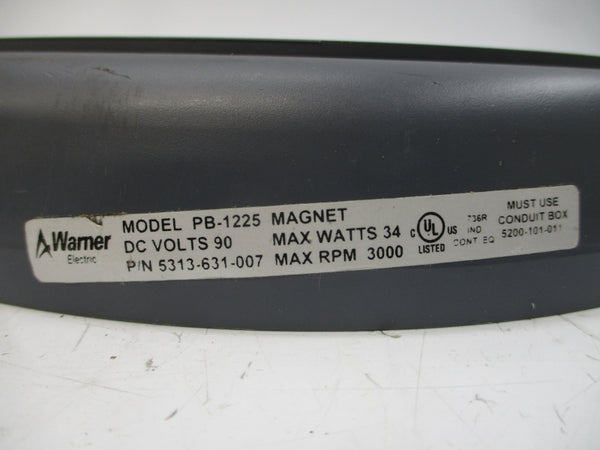 Warner
Electric
MODEL PB-1225 MAGNET
DC VOLTS 90 MAX WATTS 34
P/N 5313-631-007 MAX RPM 3000
C UL US
LISTED
736R
IND
CONT. EQ
MUST USE
CONDUIT BOX
5200-101-011